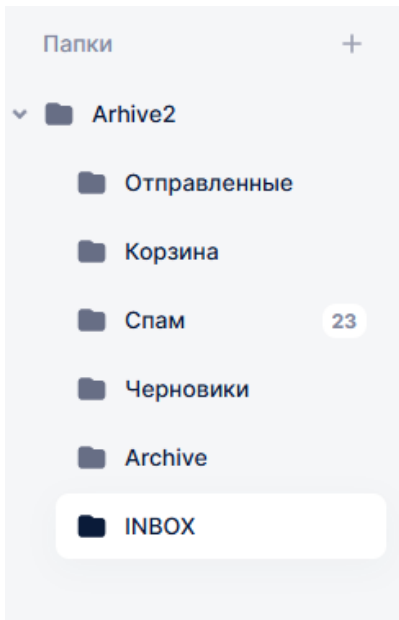 Папки
Arhive2
Отправленные
Корзина
Спам 23
Черновики
Archive
INBOX